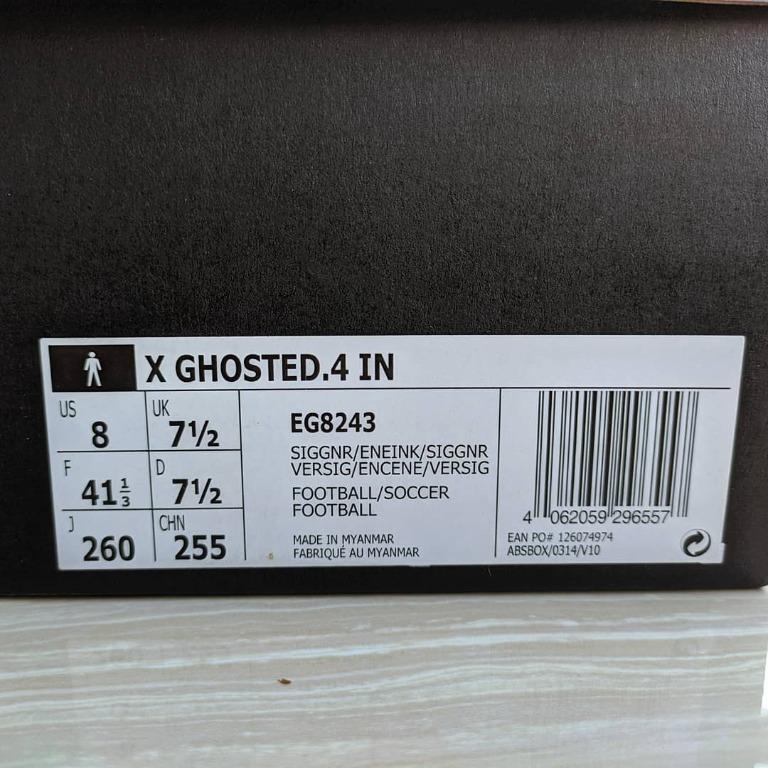 X GHOSTED.4 IN
US 8
UK 7½
F 41⅓
D 7½
J 260
CHN 255
EG8243
SIGGNR/ENEINK/SIGGNR
VERSIG/ENCENE/VERSIG
FOOTBALL/SOCCER
FOOTBALL
MADE IN MYANMAR
FABRIQUÉ AU MYANMAR
4 062059 296557
EAN PO# 126074974
ABSBOX/0314/V10